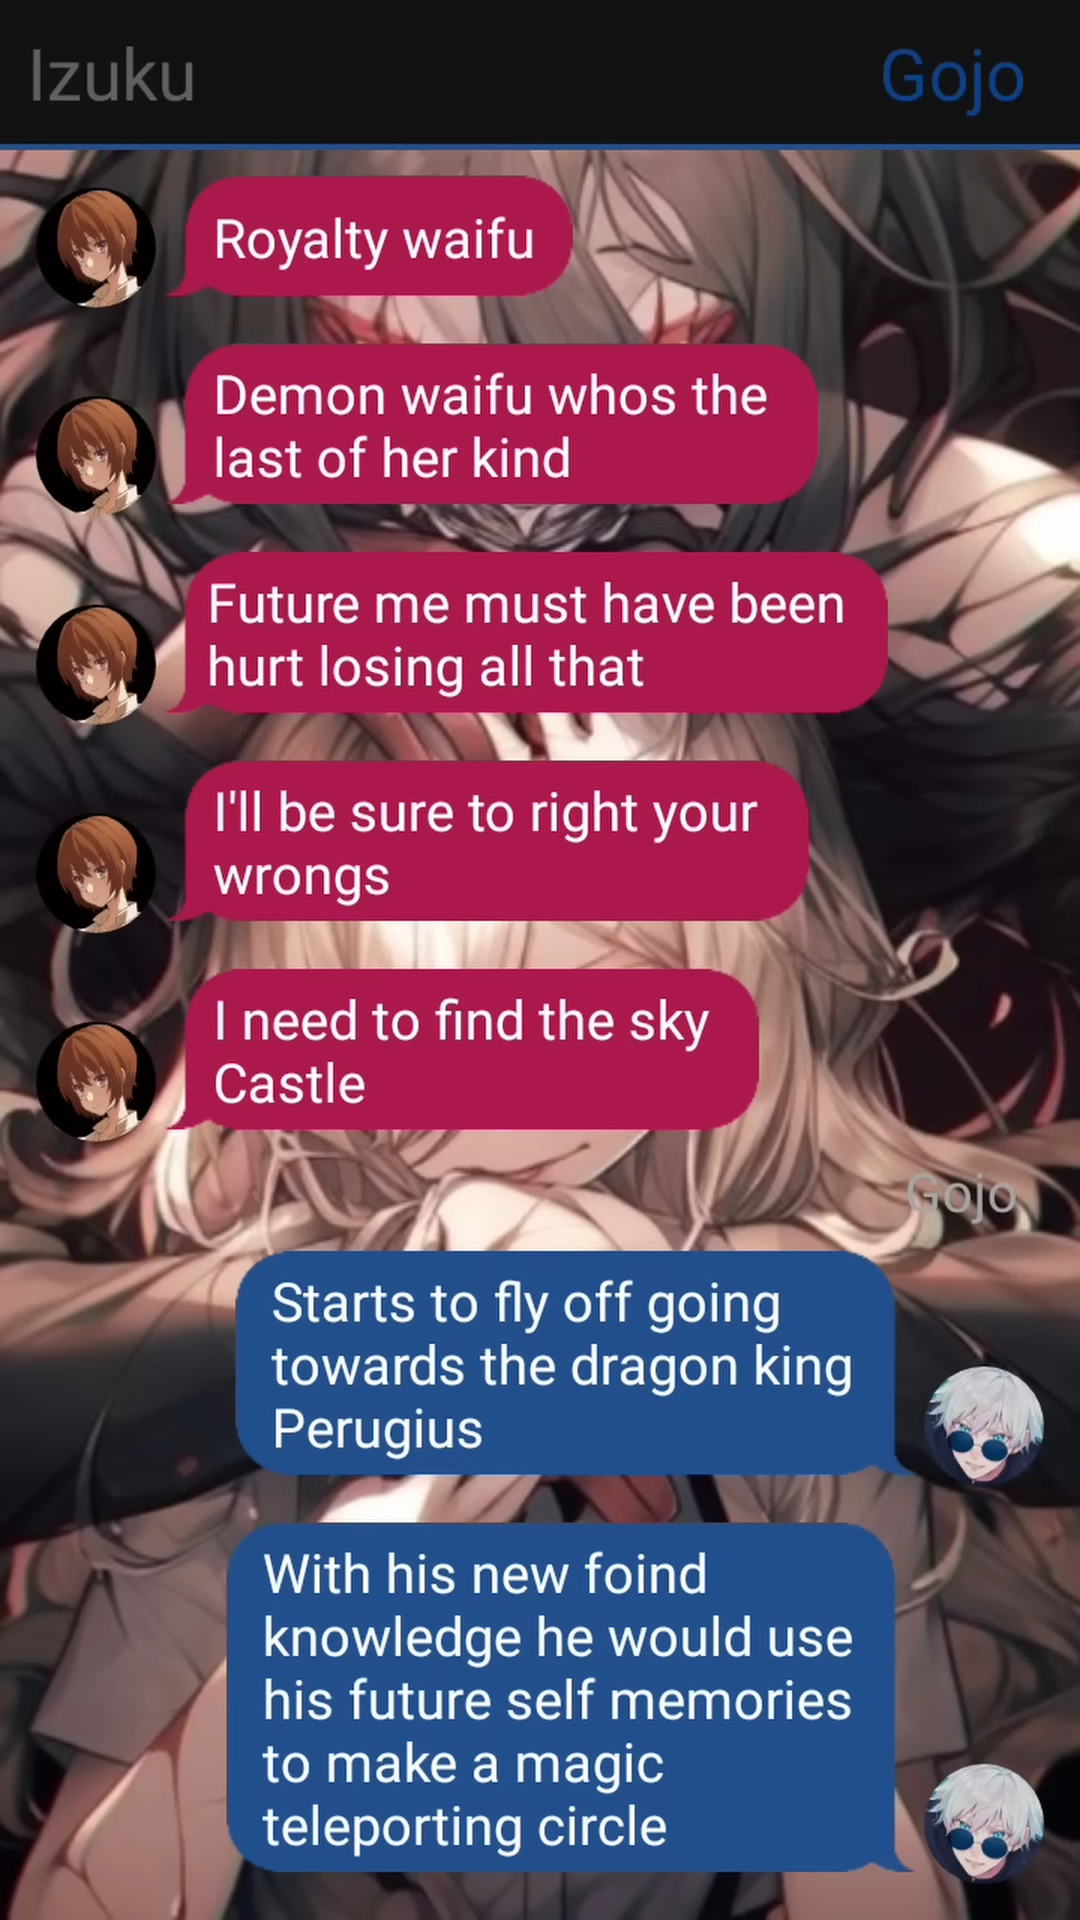 Izuku
Gojo
Royalty waifu
Demon waifu whos the
last of her kind
Future me must have been
hurt losing all that
I'll be sure to right your
wrongs
I need to find the sky
Castle
Gojo
Starts to fly off going
towards the dragon king
Perugius
With his new foind
knowledge he would use
his future self memories
to make a magic
teleporting circle